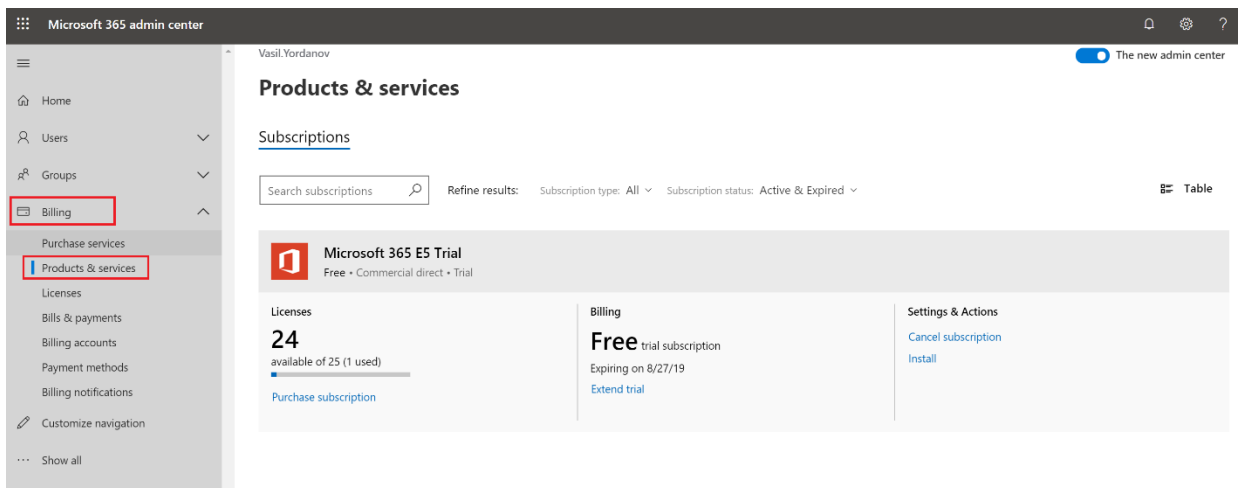 Microsoft 365 admin center
?
Home
Users
Groups
Billing
Purchase services
Products & services
Licenses
Bills & payments
Billing accounts
Payment methods
Billing notifications
Customize navigation
Show all
Vasil.Yordanov
The new admin center
Products & services
Subscriptions
Search subscriptions
Refine results: Subscription type: All Subscription status: Active & Expired
Table
Microsoft 365 E5 Trial
Free • Commercial direct • Trial
Licenses
24
available of 25 (1 used)
Purchase subscription
Billing
Free trial subscription
Expiring on 8/27/19
Extend trial
Settings & Actions
Cancel subscription
Install